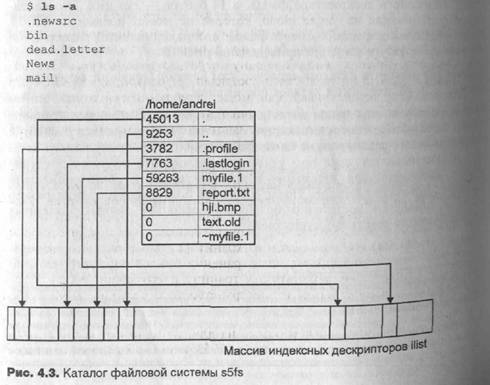 $ ls -a
.newsrc
bin
dead.letter
News
mail
/home/andrei
45013 .
9253 ..
3782 .profile
7763 .lastlogin
59263 myfile.1
8829 report.txt
0 hji.bmp
0 text.old
0 ~myfile.1
Массив индексных дескрипторов ilist
Рис. 4.3. Каталог файловой системы s5fs